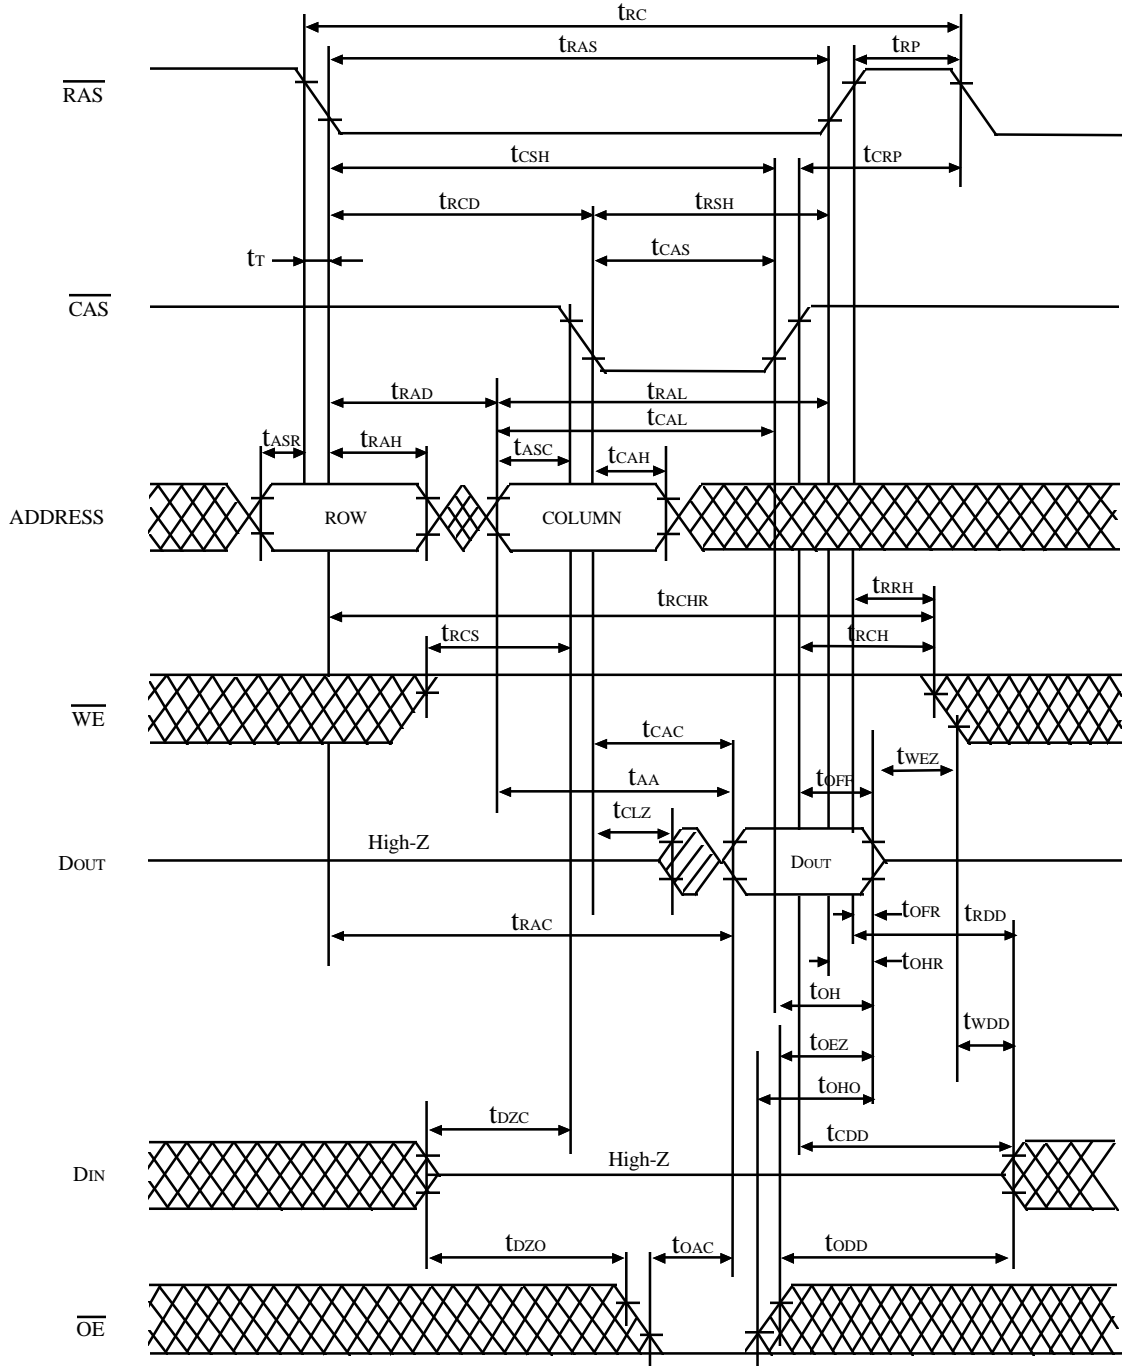 tRC
tRAS
tRP
RAS
tCSH
tCRP
tRCD
tRSH
tT
tCAS
CAS
tRAD
tRAL
tCAL
tASR
tRAH
tASC
tCAH
ADDRESS
ROW
COLUMN
tRRH
tRCHR
tRCS
tRCH
WE
tCAC
tWEZ
tAA
tOFF
tCLZ
High-Z
DOUT
DOUT
tOFR
tRDD
tRAC
tOHR
tOH
tWDD
tOEZ
tOHO
tDZC
tCDD
High-Z
DIN
tDZO
tOAC
tODD
OE